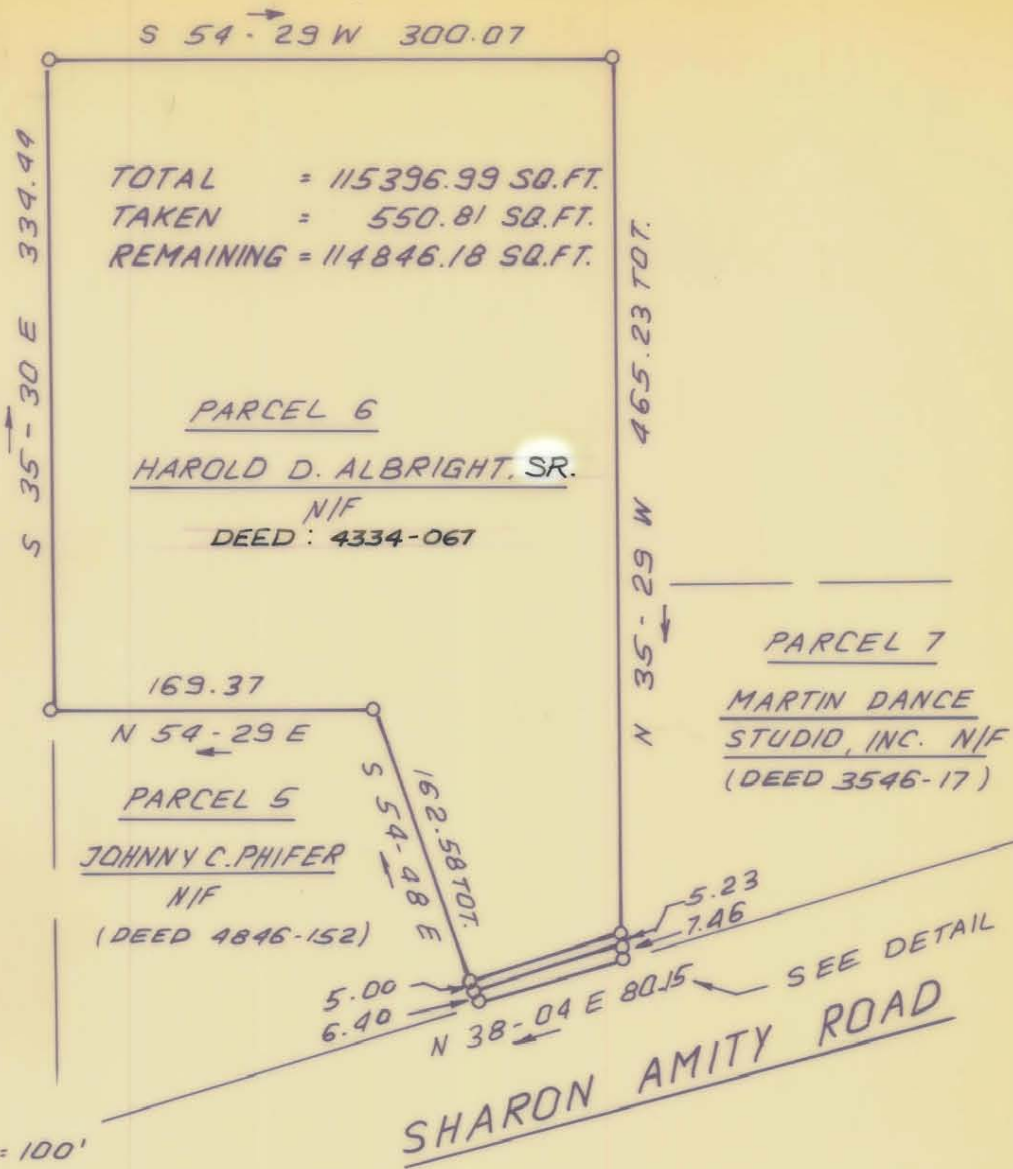 S 54-29 W 300.07
S 35-30 E 334.44
TOTAL = 115396.99 SQ.FT.
TAKEN = 550.81 SQ.FT.
REMAINING = 114846.18 SQ.FT.
N 35-29 W 465.23 TOT.
PARCEL 6
HAROLD D. ALBRIGHT, SR.
N/F
DEED : 4334-067
169.37
N 54-29 E
PARCEL 5
JOHNNY C. PHIFER
N/F
(DEED 4846-152)
S 54-48 E
162.58 TOT.
PARCEL 7
MARTIN DANCE
STUDIO, INC. N/F
(DEED 3546-17)
5.23
7.46
5.00
6.40
N 38-04 E 80.15
SEE DETAIL
SHARON AMITY ROAD
= 100'